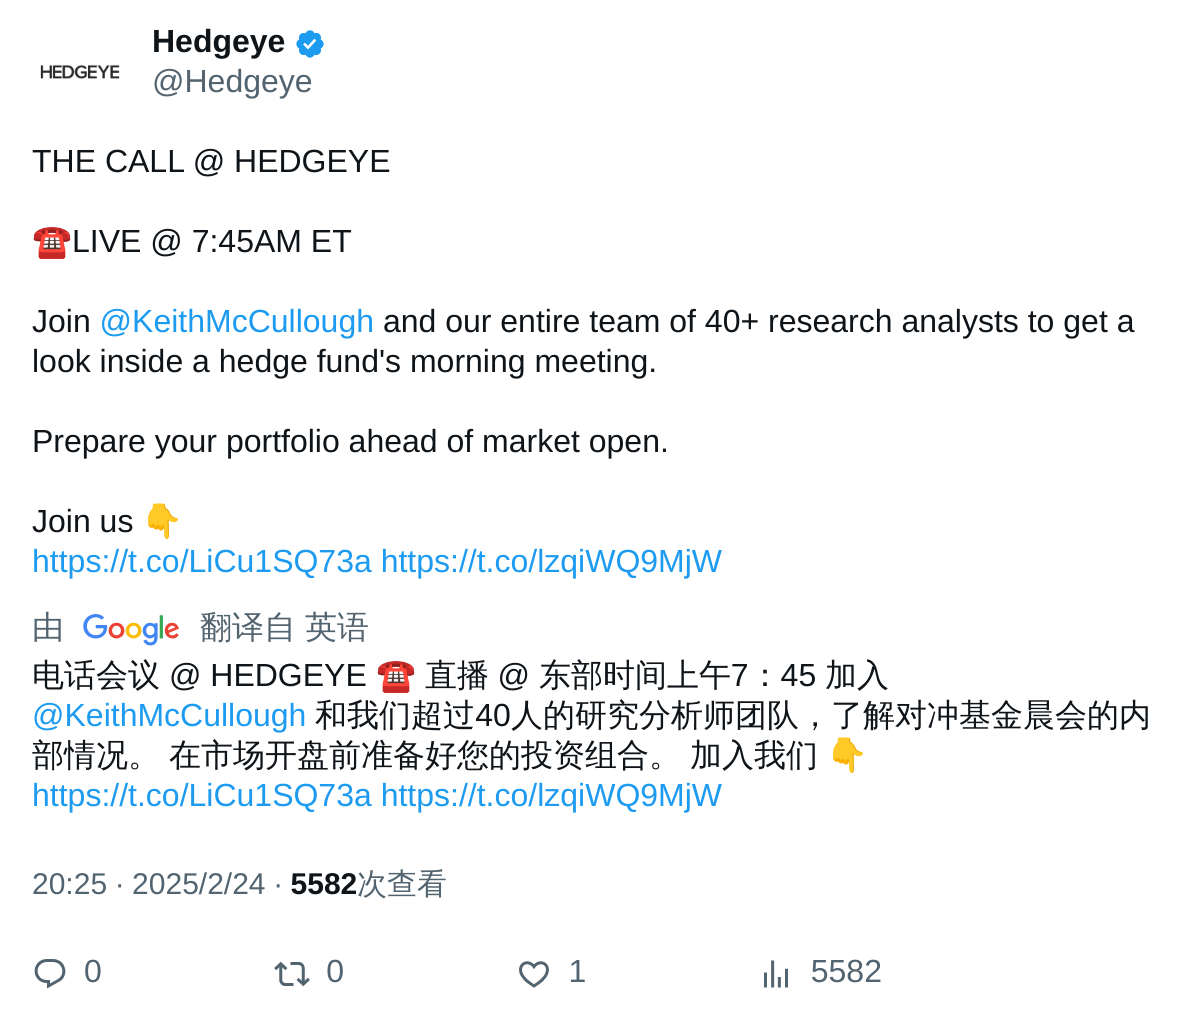 HEDGEYE
Hedgeye
@Hedgeye
THE CALL @ HEDGEYE
☎️LIVE @ 7:45AM ET
Join @KeithMcCullough and our entire team of 40+ research analysts to get a
look inside a hedge fund's morning meeting.
Prepare your portfolio ahead of market open.
Join us 👇
https://t.co/LiCu1SQ73a https://t.co/lzqiWQ9MjW
由 Google 翻译自 英语
电话会议 @ HEDGEYE ☎️ 直播 @ 东部时间上午7：45 加入
@KeithMcCullough 和我们超过40人的研究分析师团队，了解对冲基金晨会的内
部情况。 在市场开盘前准备好您的投资组合。 加入我们 👇
https://t.co/LiCu1SQ73a https://t.co/lzqiWQ9MjW
20:25 · 2025/2/24 · 5582次查看
0 0 1 5582